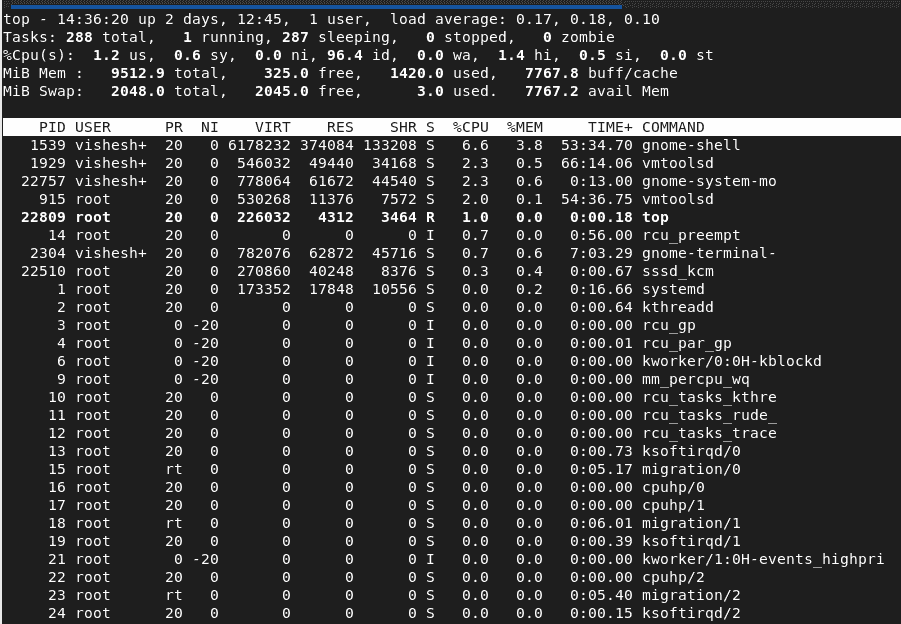 top - 14:36:20 up 2 days, 12:45,  1 user,  load average: 0.17, 0.18, 0.10
Tasks: 288 total,   1 running, 287 sleeping,   0 stopped,   0 zombie
%Cpu(s):  1.2 us,  0.6 sy,  0.0 ni, 96.4 id,  0.0 wa,  1.4 hi,  0.5 si,  0.0 st
MiB Mem :   9512.9 total,    325.0 free,   1420.0 used,   7767.8 buff/cache
MiB Swap:   2048.0 total,   2045.0 free,      3.0 used.   7767.2 avail Mem
    PID USER      PR  NI    VIRT    RES    SHR S  %CPU  %MEM     TIME+ COMMAND
   1539 vishesh+  20   0 6178232 374084 133208 S   6.6   3.8  53:34.70 gnome-shell
   1929 vishesh+  20   0  546032  49440  34168 S   2.3   0.5  66:14.06 vmtoolsd
  22757 vishesh+  20   0  778064  61672  44540 S   2.3   0.6   0:13.00 gnome-system-mo
    915 root      20   0  530268  11376   7572 S   2.0   0.1  54:36.75 vmtoolsd
  22809 root      20   0  226032   4312   3464 R   1.0   0.0   0:00.18 top
     14 root      20   0       0      0      0 I   0.7   0.0   0:56.00 rcu_preempt
   2304 vishesh+  20   0  782076  62872  45716 S   0.7   0.6   7:03.29 gnome-terminal-
  22510 root      20   0  270860  40248   8376 S   0.3   0.4   0:00.67 sssd_kcm
      1 root      20   0  173352  17848  10556 S   0.0   0.2   0:16.66 systemd
      2 root      20   0       0      0      0 S   0.0   0.0   0:00.64 kthreadd
      3 root       0 -20       0      0      0 I   0.0   0.0   0:00.00 rcu_gp
      4 root       0 -20       0      0      0 I   0.0   0.0   0:00.01 rcu_par_gp
      6 root       0 -20       0      0      0 I   0.0   0.0   0:00.00 kworker/0:0H-kblockd
      9 root       0 -20       0      0      0 I   0.0   0.0   0:00.00 mm_percpu_wq
     10 root      20   0       0      0      0 S   0.0   0.0   0:00.00 rcu_tasks_kthre
     11 root      20   0       0      0      0 S   0.0   0.0   0:00.00 rcu_tasks_rude_
     12 root      20   0       0      0      0 S   0.0   0.0   0:00.00 rcu_tasks_trace
     13 root      20   0       0      0      0 S   0.0   0.0   0:00.73 ksoftirqd/0
     15 root      rt   0       0      0      0 S   0.0   0.0   0:05.17 migration/0
     16 root      20   0       0      0      0 S   0.0   0.0   0:00.00 cpuhp/0
     17 root      20   0       0      0      0 S   0.0   0.0   0:00.00 cpuhp/1
     18 root      rt   0       0      0      0 S   0.0   0.0   0:06.01 migration/1
     19 root      20   0       0      0      0 S   0.0   0.0   0:00.39 ksoftirqd/1
     21 root       0 -20       0      0      0 I   0.0   0.0   0:00.00 kworker/1:0H-events_highpri
     22 root      20   0       0      0      0 S   0.0   0.0   0:00.00 cpuhp/2
     23 root      rt   0       0      0      0 S   0.0   0.0   0:05.40 migration/2
     24 root      20   0       0      0      0 S   0.0   0.0   0:00.15 ksoftirqd/2